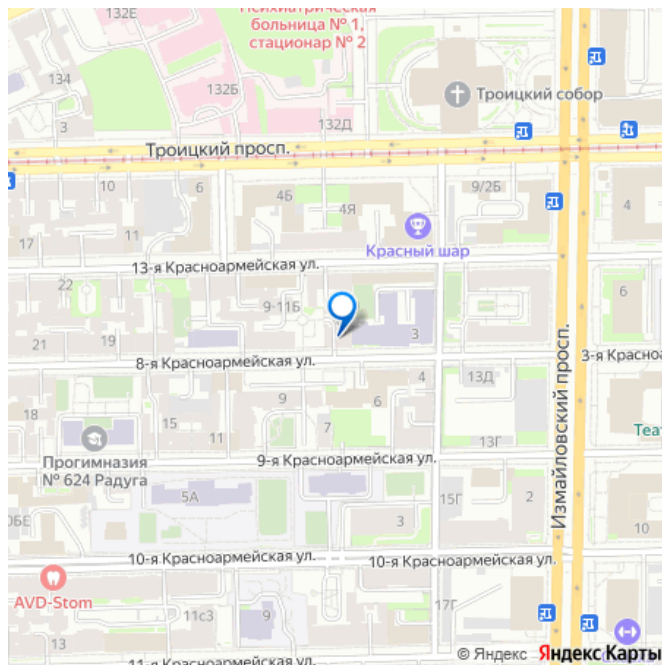 132Е
Психиатрическая
больница № 1,
стационар № 2
134
132Б
3
132Д
Троицкий собор
Троицкий просп.
10
6
4Б
4Я
9/2Б
4
17
11
Красный шар
13-я Красноармейская ул.
22
9-11Б
6
21
19
3
8-я Красноармейская ул.
3-я Красноа
4
13Д
18
9
15
11
7
Теат
13Г
Прогимназия
№ 624 Радуга
9-я Красноармейская ул.
Измайловский просп.
5А
15Г
2
3
10
10-я Красноармейская ул.
10-я Красноармейская ул.
AVD-Stom
11с3
9
17Г
13
11-я Красноармейская ул.
© Яндекс Яндекс Карты